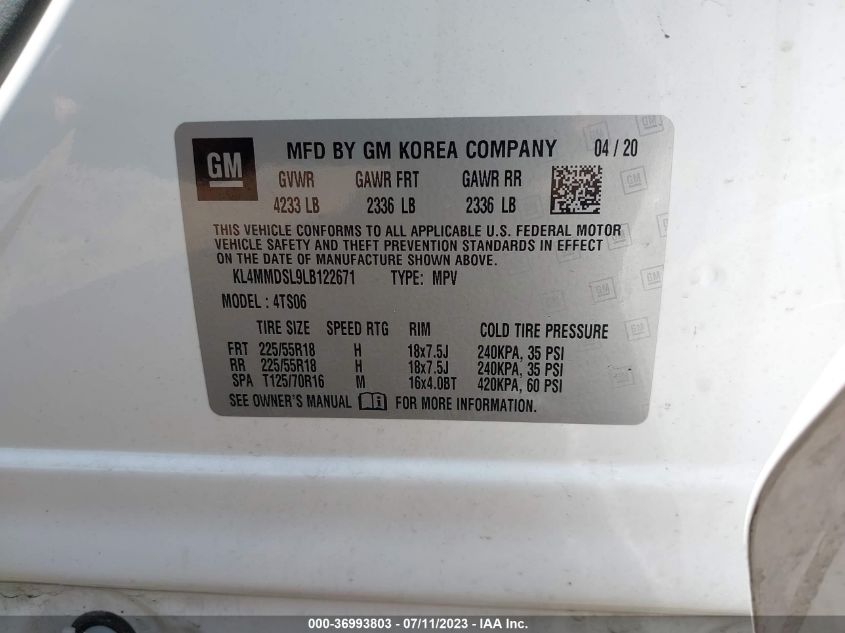 GM MFD BY GM KOREA COMPANY 04 / 20
GVWR GAWR FRT GAWR RR
4233 LB 2336 LB 2336 LB
THIS VEHICLE CONFORMS TO ALL APPLICABLE U.S. FEDERAL MOTOR
VEHICLE SAFETY AND THEFT PREVENTION STANDARDS IN EFFECT
ON THE DATE OF MANUFACTURE SHOWN ABOVE.
KL4MMDSL9LB122671 TYPE: MPV
MODEL : 4TS06
TIRE SIZE SPEED RTG RIM COLD TIRE PRESSURE
FRT 225/55R18 H 18x7.5J 240KPA, 35 PSI
RR 225/55R18 H 18x7.5J 240KPA, 35 PSI
SPA T125/70R16 M 16x4.0BT 420KPA, 60 PSI
SEE OWNER'S MANUAL FOR MORE INFORMATION.
000-36993803 - 07/11/2023 - IAA Inc.